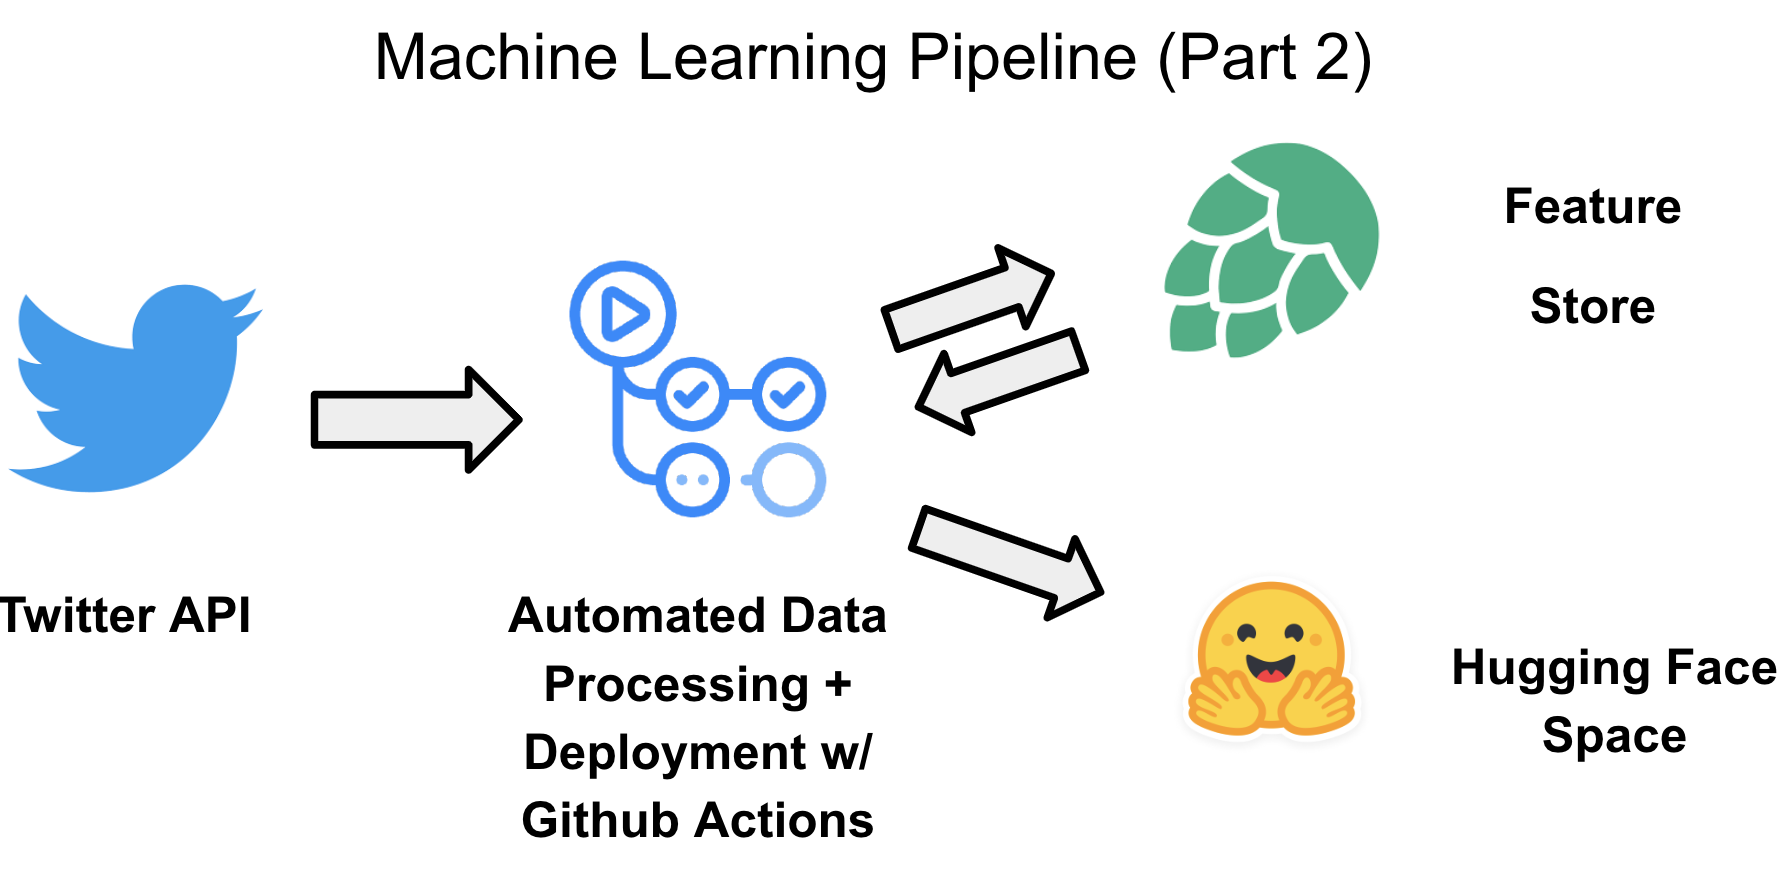 Machine Learning Pipeline (Part 2)
Feature
Store
Twitter API
Automated Data
Processing +
Deployment w/
Github Actions
Hugging Face
Space